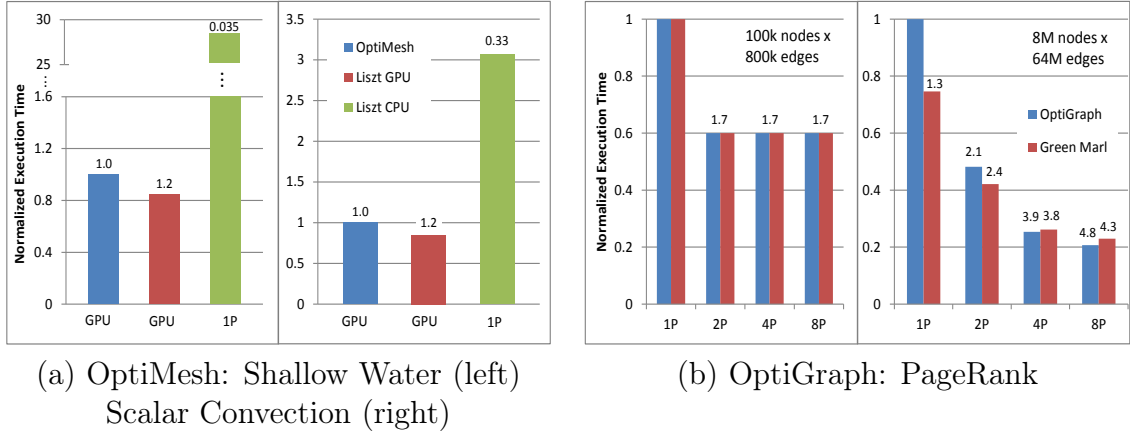 Normalized Execution Time
30
25
...
1.6
1.2
0.8
0.4
0.0
1.0
1.2
0.035
⋮
GPU
GPU
1P
3.5
3
2.5
2
1.5
1
0.5
0
OptiMesh
Liszt GPU
Liszt CPU
1.0
1.2
0.33
GPU
GPU
1P
(a) OptiMesh: Shallow Water (left)
Scalar Convection (right)
Normalized Execution Time
1
0.8
0.6
0.4
0.2
0
100k nodes x
800k edges
1.7
1.7
1.7
1P
2P
4P
8P
1
0.8
0.6
0.4
0.2
0
8M nodes x
64M edges
OptiGraph
Green Marl
1.3
2.1
2.4
3.9
3.8
4.8
4.3
1P
2P
4P
8P
(b) OptiGraph: PageRank